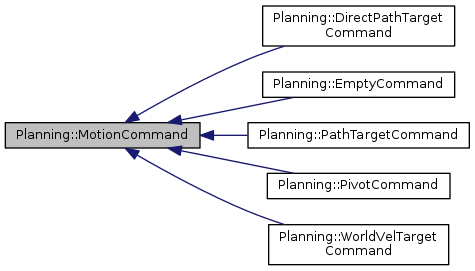 Planning::DirectPathTarget
Command
Planning::EmptyCommand
Planning::MotionCommand
Planning::PathTargetCommand
Planning::PivotCommand
Planning::WorldVelTarget
Command